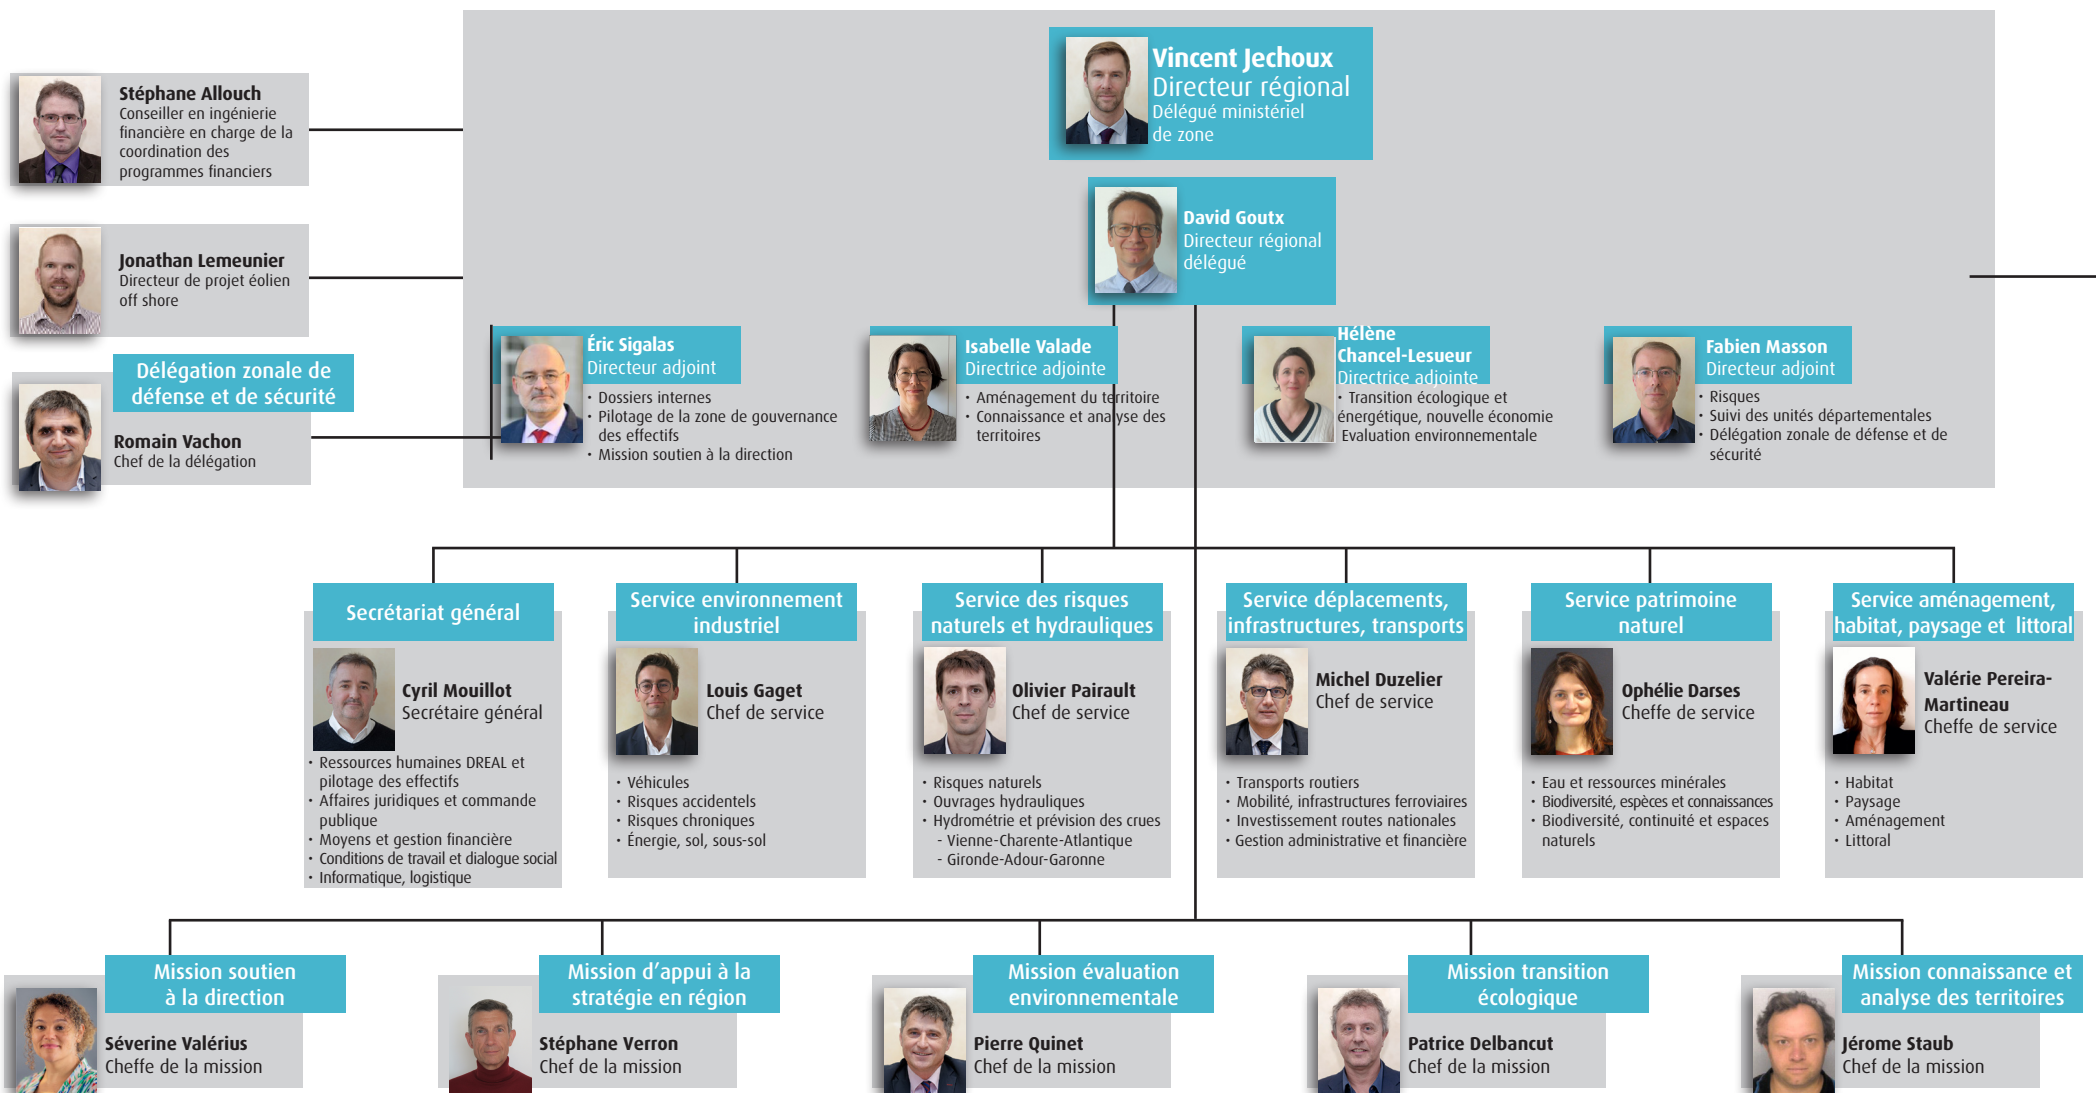 Vincent Jechoux
Directeur régional
Délégué ministériel
de zone
Stéphane Allouch
Conseiller en ingénierie
financière en charge de la
coordination des
programmes financiers
David Goutx
Directeur régional
délégué
Jonathan Lemeunier
Directeur de projet éolien
off shore
Délégation zonale de
défense et de sécurité
Romain Vachon
Chef de la délégation
Éric Sigalas
Directeur adjoint
• Dossiers internes
• Pilotage de la zone de gouvernance
des effectifs
• Mission soutien à la direction
Isabelle Valade
Directrice adjointe
• Aménagement du territoire
• Connaissance et analyse des
territoires
Hélène
Chancel-Lesueur
Directrice adjointe
• Transition écologique et
énergétique, nouvelle économie
Evaluation environnementale
Fabien Masson
Directeur adjoint
• Risques
• Suivi des unités départementales
• Délégation zonale de défense et de
sécurité
Secrétariat général
Cyril Mouillot
Secrétaire général
• Ressources humaines DREAL et
pilotage des effectifs
• Affaires juridiques et commande
publique
• Moyens et gestion financière
• Conditions de travail et dialogue social
• Informatique, logistique
Service environnement
industriel
Louis Gaget
Chef de service
• Véhicules
• Risques accidentels
• Risques chroniques
• Énergie, sol, sous-sol
Service des risques
naturels et hydrauliques
Olivier Pairault
Chef de service
• Risques naturels
• Ouvrages hydrauliques
• Hydrométrie et prévision des crues
- Vienne-Charente-Atlantique
- Gironde-Adour-Garonne
Service déplacements,
infrastructures, transports
Michel Duzelier
Chef de service
• Transports routiers
• Mobilité, infrastructures ferroviaires
• Investissement routes nationales
• Gestion administrative et financière
Service patrimoine
naturel
Ophélie Darses
Cheffe de service
• Eau et ressources minérales
• Biodiversité, espèces et connaissances
• Biodiversité, continuité et espaces
naturels
Service aménagement,
habitat, paysage et littoral
Valérie Pereira-
Martineau
Cheffe de service
• Habitat
• Paysage
• Aménagement
• Littoral
Mission soutien
à la direction
Séverine Valérius
Cheffe de la mission
Mission d’appui à la
stratégie en région
Stéphane Verron
Chef de la mission
Mission évaluation
environnementale
Pierre Quinet
Chef de la mission
Mission transition
écologique
Patrice Delbancut
Chef de la mission
Mission connaissance et
analyse des territoires
Jérome Staub
Chef de la mission